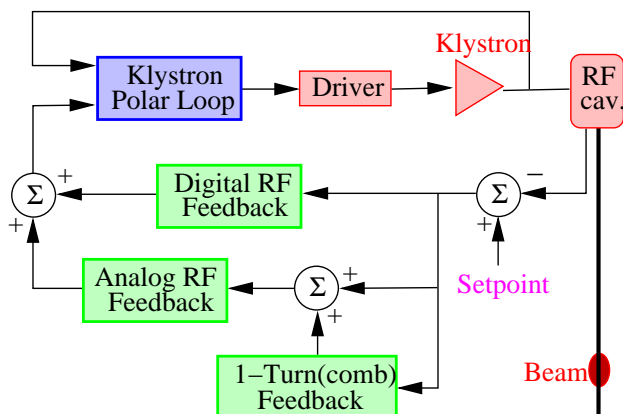 Klystron
Klystron
Polar Loop
Driver
RF
cav.
Σ
+
+
Digital RF
Feedback
Σ
−
+
Analog RF
Feedback
Σ
+
+
Setpoint
1−Turn(comb)
Feedback
Beam